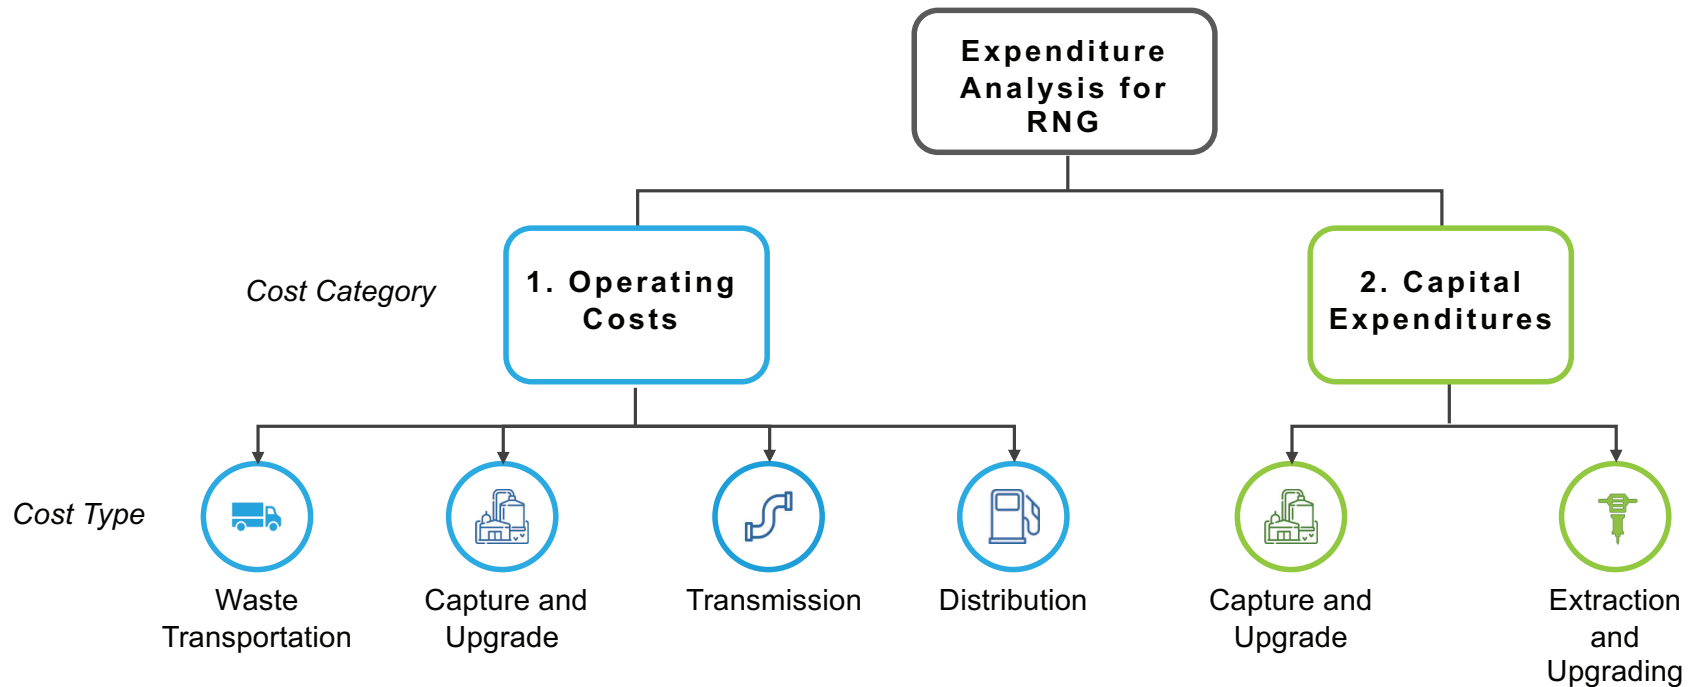 Expenditure
Analysis for
RNG
Cost Category
1. Operating
Costs
2. Capital
Expenditures
Cost Type
Waste
Transportation
Capture and
Upgrade
Transmission
Distribution
Capture and
Upgrade
Extraction
and
Upgrading